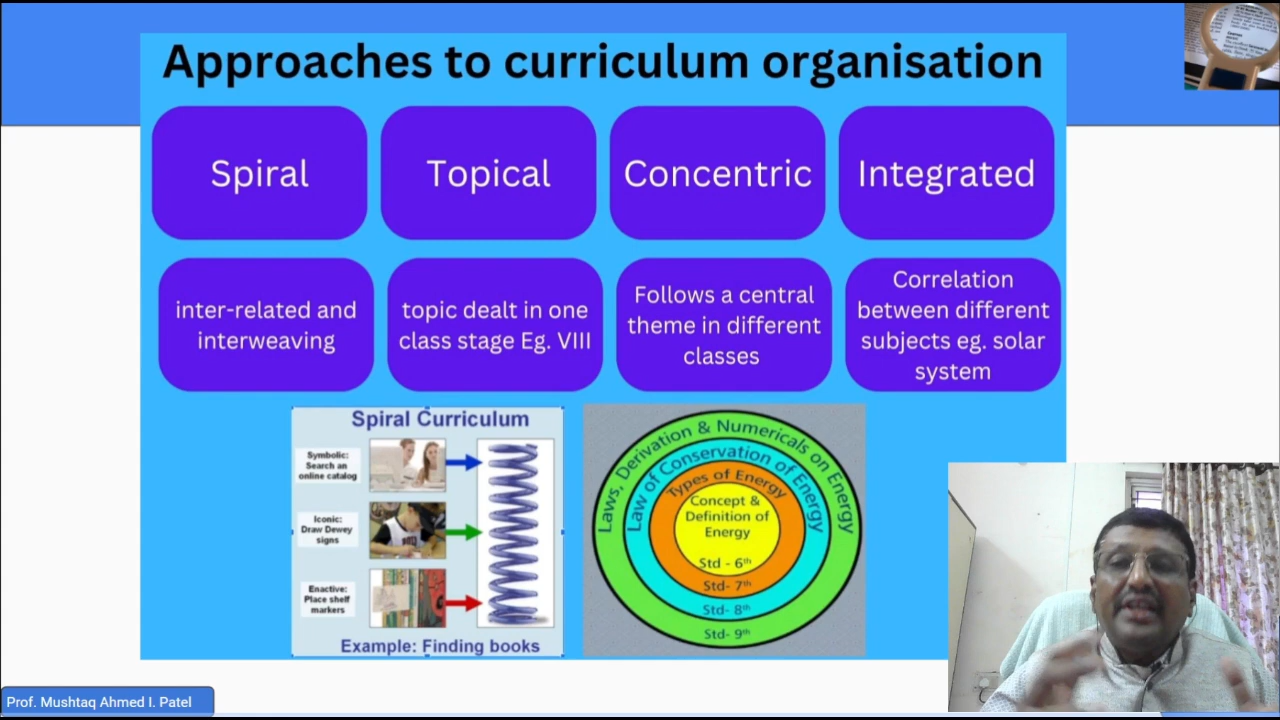 Approaches to curriculum organisation
Spiral
Topical
Concentric
Integrated
inter-related and
interweaving
topic dealt in one
class stage Eg. VIII
Follows a central
theme in different
classes
Correlation
between different
subjects eg. solar
system
Spiral Curriculum
Symbolic:
Search an
online catalog
Iconic:
Draw Dewey
signs
Enactive:
Place shelf
markers
Example: Finding books
Laws, Derivation & Numericals on Energy
Law of Conservation of Energy
Types of Energy
Concept &
Definition of
Energy
Std - 6th
Std- 7th
Std- 8th
Std- 9th
Prof. Mushtaq Ahmed I. Patel